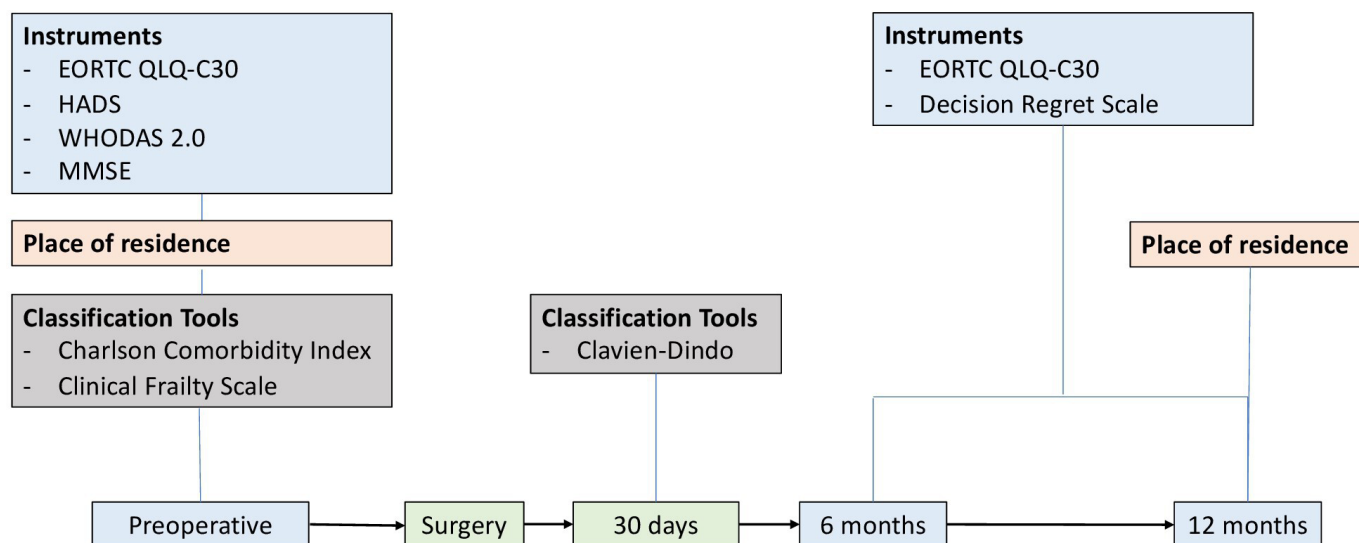 Instruments
- EORTC QLQ-C30
- HADS
- WHODAS 2.0
- MMSE
Place of residence
Classification Tools
- Charlson Comorbidity Index
- Clinical Frailty Scale
Classification Tools
- Clavien-Dindo
Instruments
- EORTC QLQ-C30
- Decision Regret Scale
Place of residence
Preoperative
Surgery
30 days
6 months
12 months